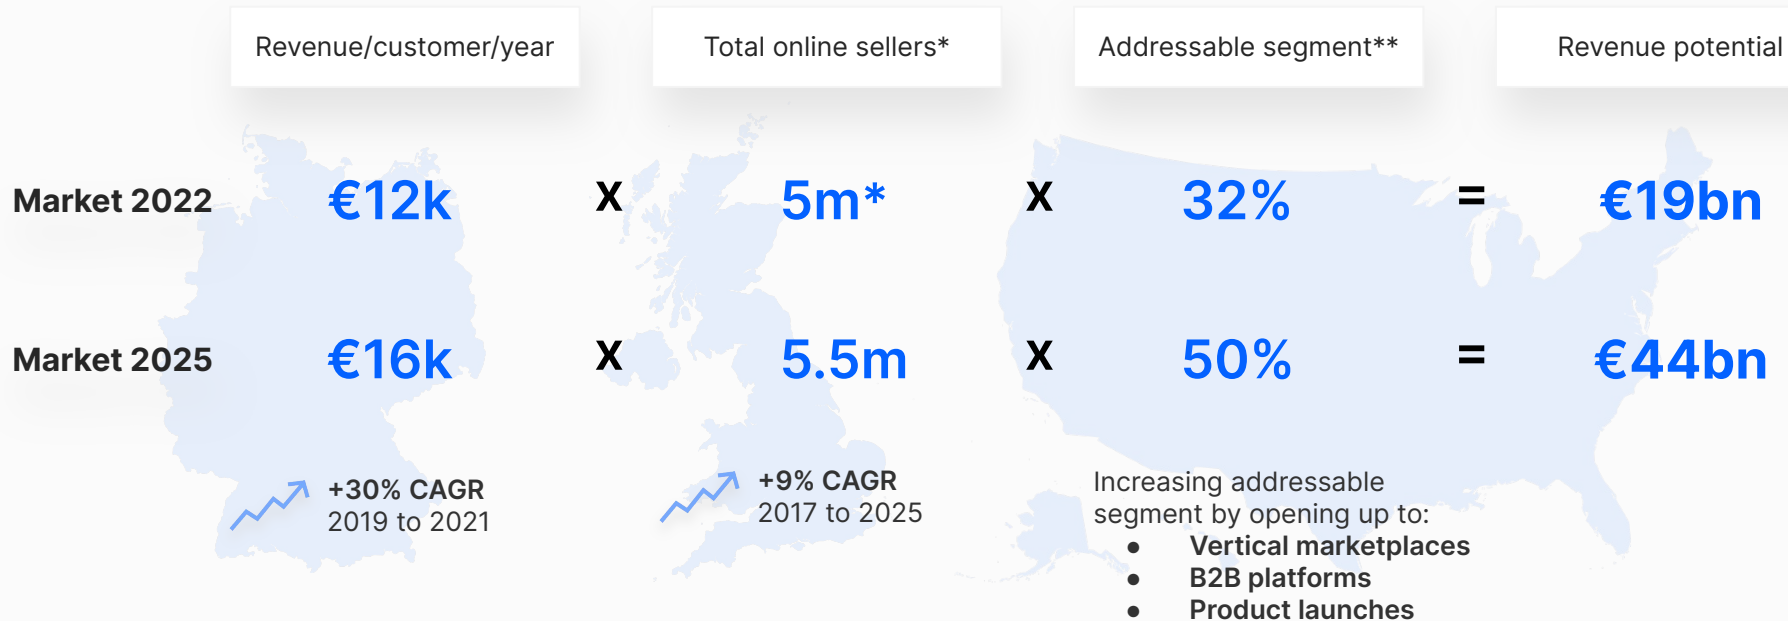 Revenue/customer/year
Total online sellers*
Addressable segment**
Revenue potential
Market 2022
€12k
X
5m*
X
32%
=
€19bn
Market 2025
€16k
X
5.5m
X
50%
=
€44bn
+30% CAGR
2019 to 2021
+9% CAGR
2017 to 2025
Increasing addressable
segment by opening up to:
● Vertical marketplaces
● B2B platforms
● Product launches